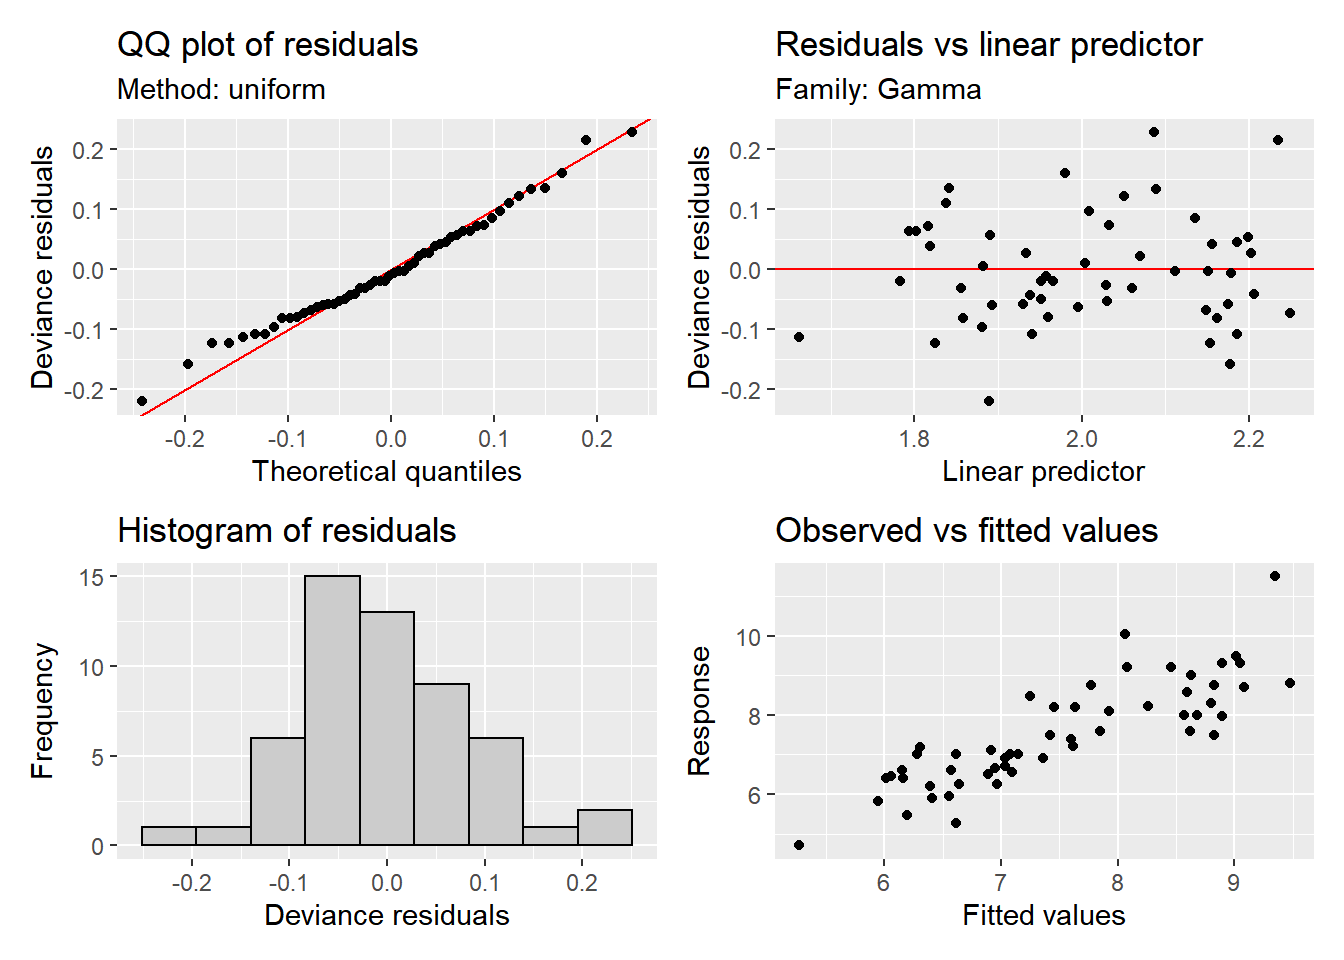 QQ plot of residuals
Method: uniform
Deviance residuals
0.2
0.1
0.0
-0.1
-0.2
-0.2 -0.1 0.0 0.1 0.2
Theoretical quantiles
Residuals vs linear predictor
Family: Gamma
Deviance residuals
0.2
0.1
0.0
-0.1
-0.2
1.8 2.0 2.2
Linear predictor
Histogram of residuals
Frequency
15
10
5
0
-0.2 -0.1 0.0 0.1 0.2
Deviance residuals
Observed vs fitted values
Response
10
8
6
6 7 8 9
Fitted values